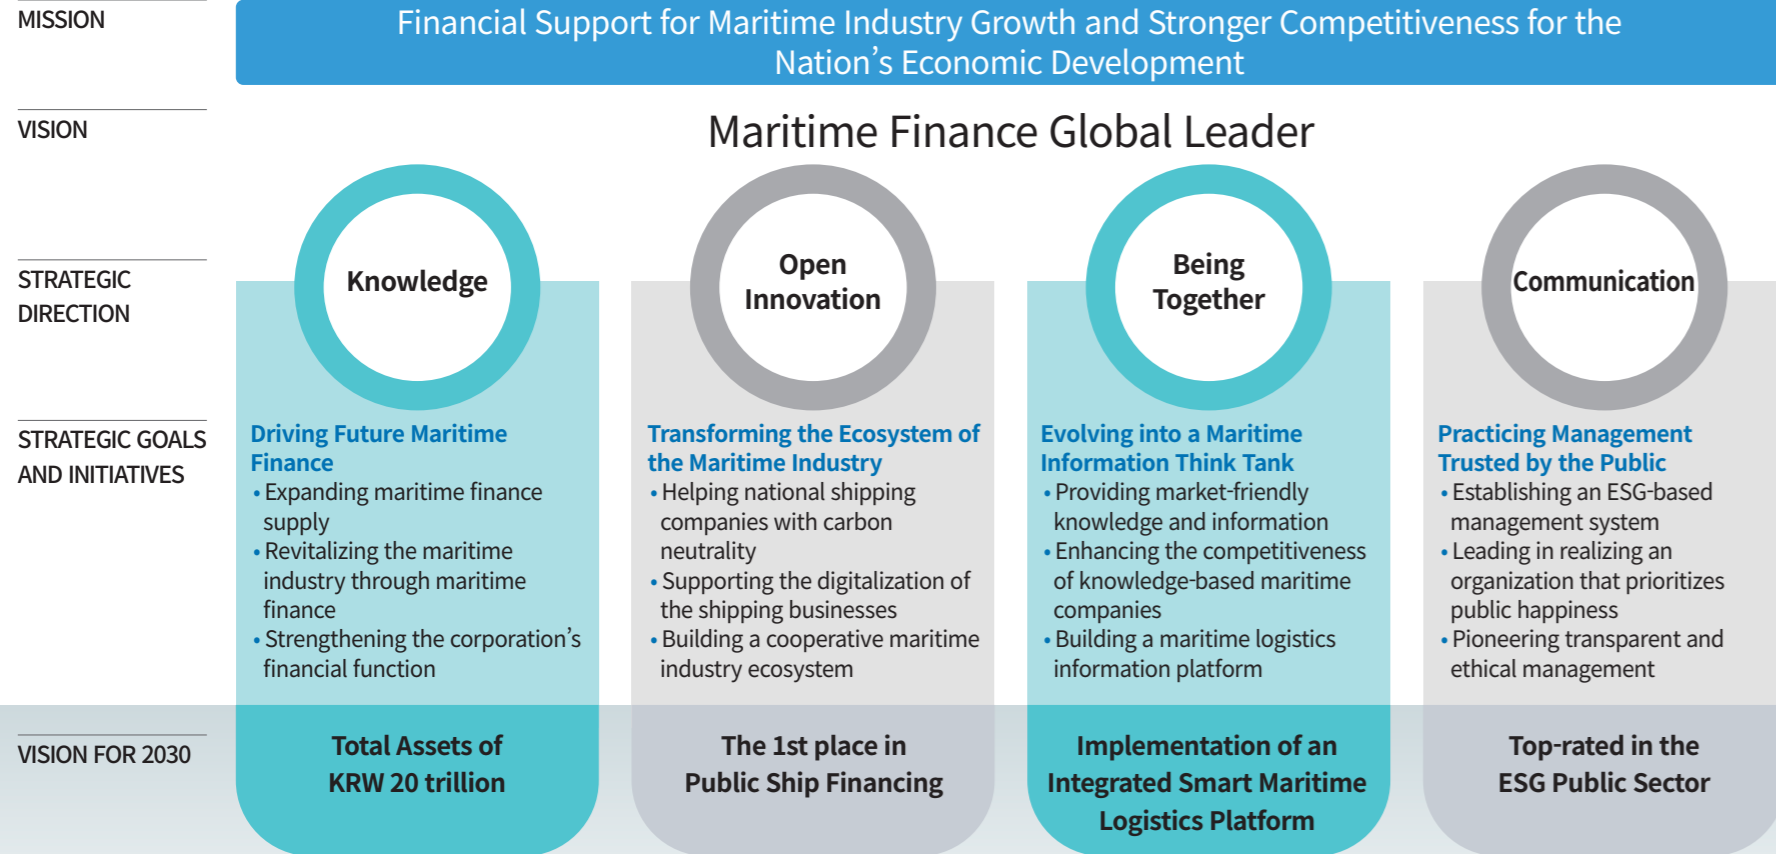 MISSION
Financial Support for Maritime Industry Growth and Stronger Competitiveness for the
Nation’s Economic Development
VISION
Maritime Finance Global Leader
STRATEGIC
DIRECTION
Knowledge
Open
Innovation
Being
Together
Communication
STRATEGIC GOALS
AND INITIATIVES
Driving Future Maritime
Finance
• Expanding maritime finance
supply
• Revitalizing the maritime
industry through maritime
finance
• Strengthening the corporation’s
financial function
Transforming the Ecosystem of
the Maritime Industry
• Helping national shipping
companies with carbon
neutrality
• Supporting the digitalization of
the shipping businesses
• Building a cooperative maritime
industry ecosystem
Evolving into a Maritime
Information Think Tank
• Providing market-friendly
knowledge and information
• Enhancing the competitiveness
of knowledge-based maritime
companies
• Building a maritime logistics
information platform
Practicing Management
Trusted by the Public
• Establishing an ESG-based
management system
• Leading in realizing an
organization that prioritizes
public happiness
• Pioneering transparent and
ethical management
VISION FOR 2030
Total Assets of
KRW 20 trillion
The 1st place in
Public Ship Financing
Implementation of an
Integrated Smart Maritime
Logistics Platform
Top-rated in the
ESG Public Sector